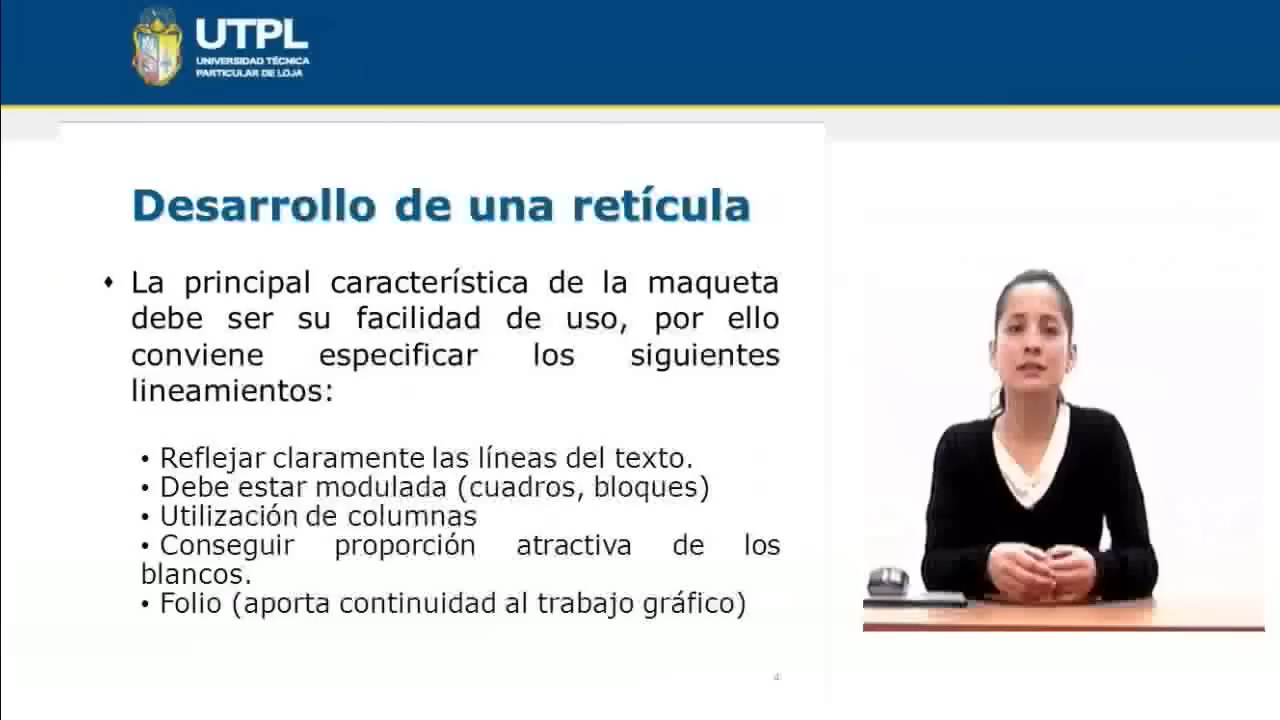 UTPL
UNIVERSIDAD TÉCNICA
PARTICULAR DE LOJA
Desarrollo de una retícula
♦ La principal característica de la maqueta
debe ser su facilidad de uso, por ello
conviene especificar los siguientes
lineamientos:
• Reflejar claramente las líneas del texto.
• Debe estar modulada (cuadros, bloques)
• Utilización de columnas
• Conseguir proporción atractiva de los
blancos.
• Folio (aporta continuidad al trabajo gráfico)
4